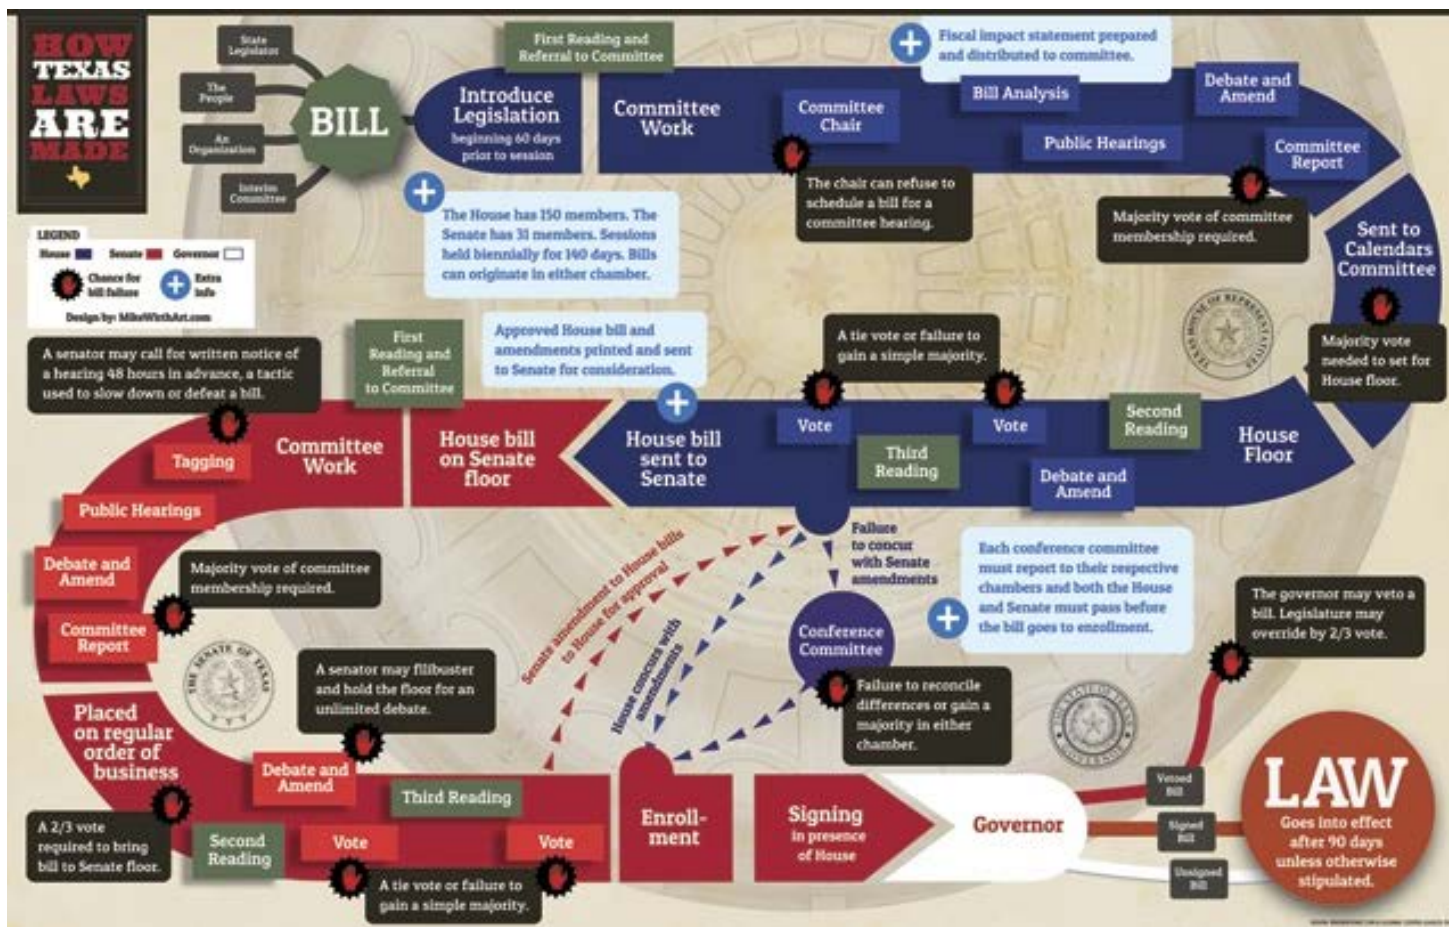 HOW
TEXAS
LAWS
ARE
MADE
State
Legislator
The
People
An
Organization
Interim
Committee
BILL
First Reading and
Referral to Committee
Introduce
Legislation
beginning 60 days
prior to session
Committee
Work
Committee
Chair
Fiscal impact statement prepared
and distributed to committee.
Bill Analysis
Debate and
Amend
Public Hearings
Committee
Report
The chair can refuse to
schedule a bill for a
committee hearing.
Majority vote of committee
membership required.
The House has 150 members. The
Senate has 31 members. Sessions
held biennially for 140 days. Bills
can originate in either chamber.
LEGEND
House Senate Governor
Chance for
bill failure
Extra
Info
Design by: MikeWirthArt.com
Sent to
Calendars
Committee
TEXAS HOUSE OF REPRESENTATIVES
Majority vote
needed to set for
House floor.
A senator may call for written notice of
a hearing 48 hours in advance, a tactic
used to slow down or defeat a bill.
First
Reading and
Referral
to Committee
Approved House bill and
amendments printed and sent
to Senate for consideration.
A tie vote or failure to
gain a simple majority.
Tagging
Committee
Work
House bill
on Senate
floor
House bill
sent to
Senate
Vote
Third
Reading
Vote
Second
Reading
Debate and
Amend
House
Floor
Public Hearings
Debate and
Amend
Committee
Report
Majority vote of committee
membership required.
THE SENATE OF TEXAS
Senate amendment to House bills
to House for approval
House concurs with
amendments
Failure
to concur
with Senate
amendments
Conference
Committee
Each conference committee
must report to their respective
chambers and both the House
and Senate must pass before
the bill goes to enrollment.
The governor may veto a
bill. Legislature may
override by 2/3 vote.
Failure to reconcile
differences or gain a
majority in either
chamber.
A senator may filibuster
and hold the floor for an
unlimited debate.
Placed
on regular
order of
business
A 2/3 vote
required to bring
bill to Senate floor.
Second
Reading
Debate and
Amend
Vote
Third Reading
Vote
A tie vote or failure to
gain a simple majority.
Enroll-
ment
Signing
in presence
of House
Governor
Vetoed
Bill
Signed
Bill
Unsigned
Bill
LAW
Goes into effect
after 90 days
unless otherwise
stipulated.